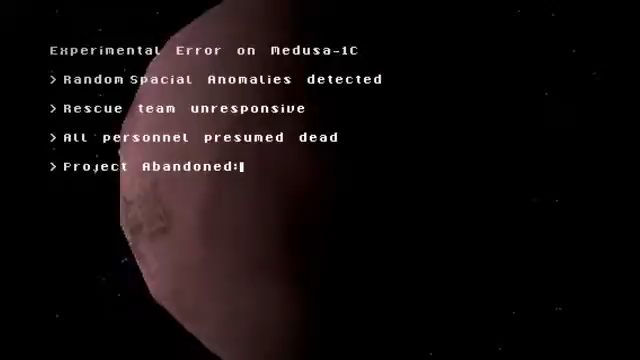 Experimental Error on Medusa-1C
> Random Spacial Anomalies detected
> Rescue team unresponsive
> All personnel presumed dead
> Project Abandoned: